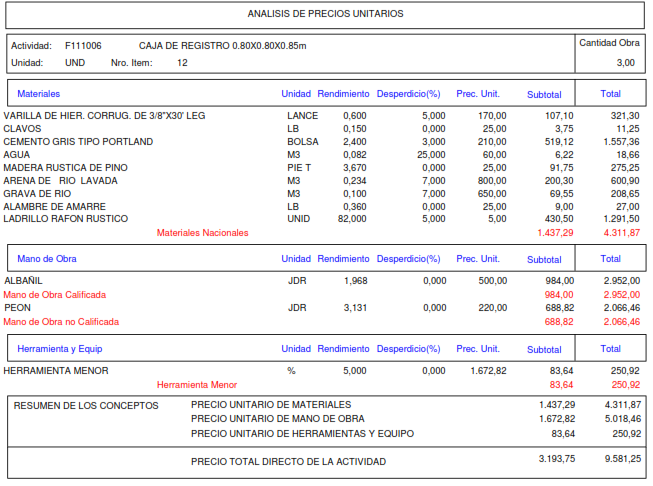 ANALISIS DE PRECIOS UNITARIOS
Actividad: F111006 CAJA DE REGISTRO 0.80X0.80X0.85m Cantidad Obra
Unidad: UND Nro. Item: 12 3,00
Materiales Unidad Rendimiento Desperdicio(%) Prec. Unit. Subtotal Total
VARILLA DE HIER. CORRUG. DE 3/8"X30' LEG LANCE 0,600 5,000 170,00 107,10 321,30
CLAVOS LB 0,150 0,000 25,00 3,75 11,25
CEMENTO GRIS TIPO PORTLAND BOLSA 2,400 3,000 210,00 519,12 1.557,36
AGUA M3 0,082 25,000 60,00 6,22 18,66
MADERA RUSTICA DE PINO PIE T 3,670 0,000 25,00 91,75 275,25
ARENA DE RIO LAVADA M3 0,234 7,000 800,00 200,30 600,90
GRAVA DE RIO M3 0,100 7,000 650,00 69,55 208,65
ALAMBRE DE AMARRE LB 0,360 0,000 25,00 9,00 27,00
LADRILLO RAFON RUSTICO UNID 82,000 5,000 5,00 430,50 1.291,50
Materiales Nacionales 1.437,29 4.311,87
Mano de Obra Unidad Rendimiento Desperdicio(%) Prec. Unit. Subtotal Total
ALBAÑIL JDR 1,968 0,000 500,00 984,00 2.952,00
Mano de Obra Calificada 984,00 2.952,00
PEON JDR 3,131 0,000 220,00 688,82 2.066,46
Mano de Obra no Calificada 688,82 2.066,46
Herramienta y Equip Unidad Rendimiento Desperdicio(%) Prec. Unit. Subtotal Total
HERRAMIENTA MENOR % 5,000 0,000 1.672,82 83,64 250,92
Herramienta Menor 83,64 250,92
RESUMEN DE LOS CONCEPTOS PRECIO UNITARIO DE MATERIALES 1.437,29 4.311,87
PRECIO UNITARIO DE MANO DE OBRA 1.672,82 5.018,46
PRECIO UNITARIO DE HERRAMIENTAS Y EQUIPO 83,64 250,92
PRECIO TOTAL DIRECTO DE LA ACTIVIDAD 3.193,75 9.581,25